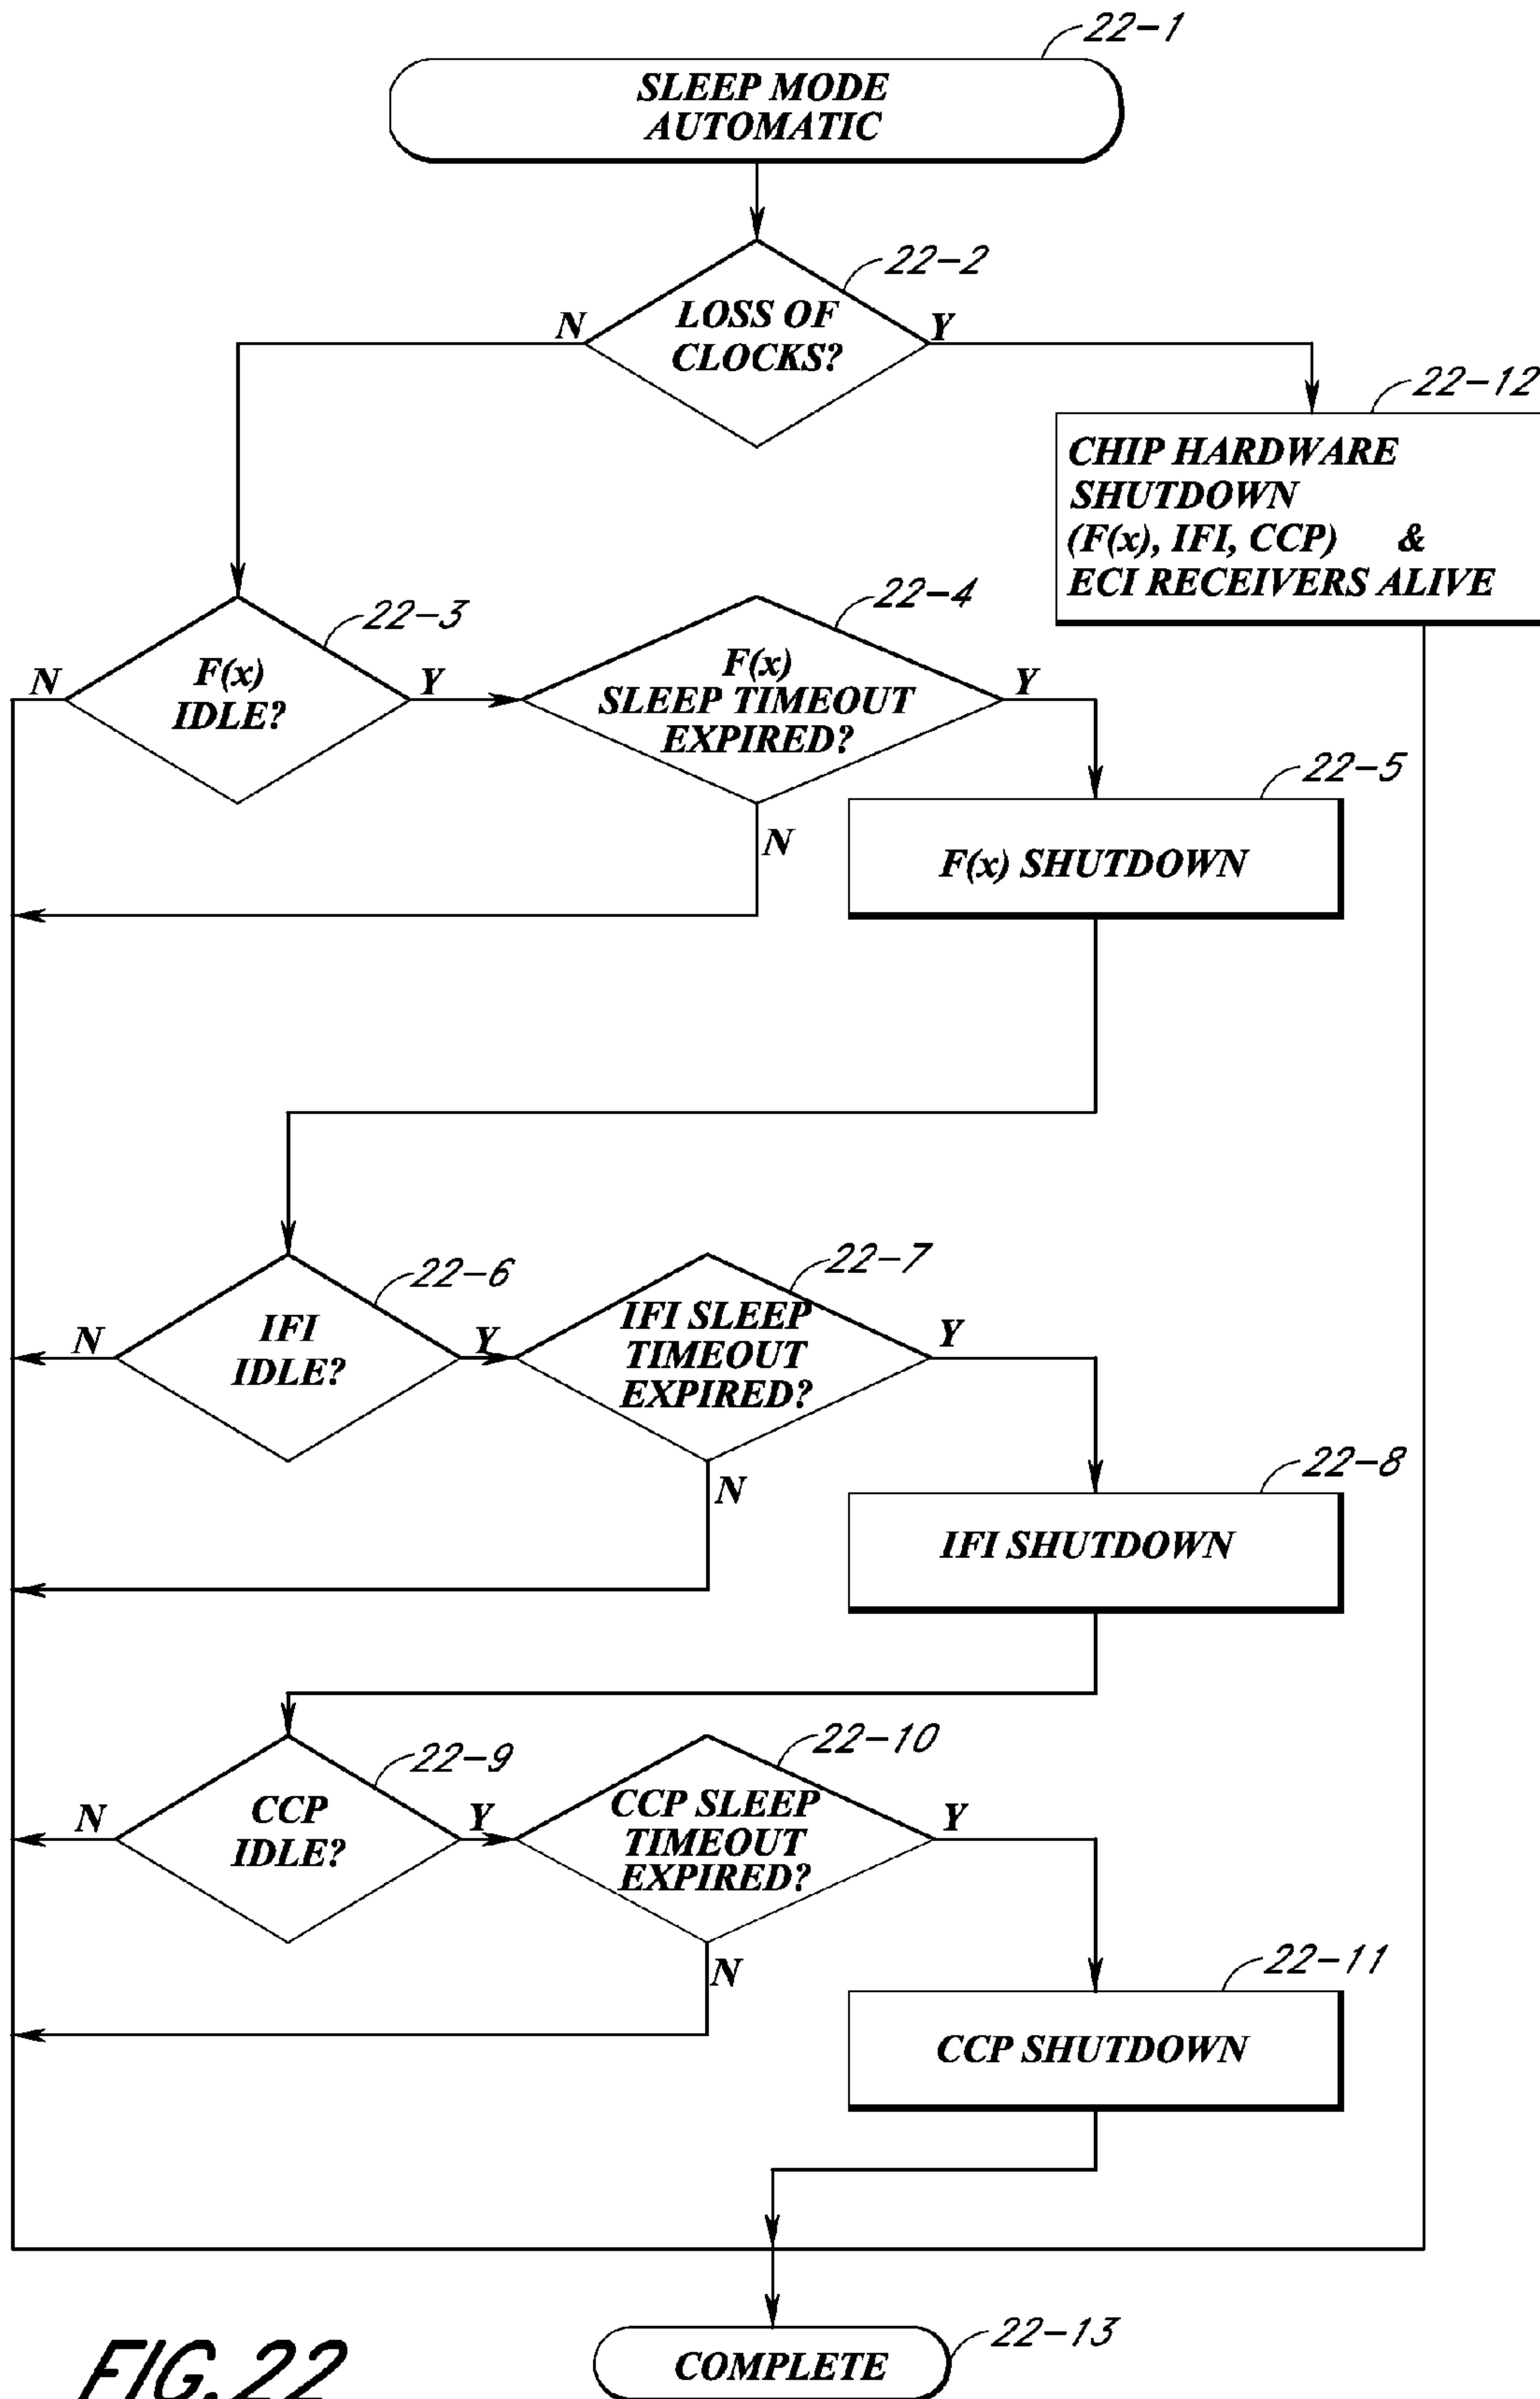 22-1
SLEEP MODE
AUTOMATIC
22-2
LOSS OF
CLOCKS?
N
Y
22-12
CHIP HARDWARE
SHUTDOWN
(F(x), IFI, CCP) &
ECI RECEIVERS ALIVE
22-3
F(x)
IDLE?
N
Y
22-4
F(x)
SLEEP TIMEOUT
EXPIRED?
Y
N
22-5
F(x) SHUTDOWN
22-6
IFI
IDLE?
N
Y
22-7
IFI SLEEP
TIMEOUT
EXPIRED?
Y
N
22-8
IFI SHUTDOWN
22-9
CCP
IDLE?
N
Y
22-10
CCP SLEEP
TIMEOUT
EXPIRED?
Y
N
22-11
CCP SHUTDOWN
22-13
COMPLETE
FIG.22